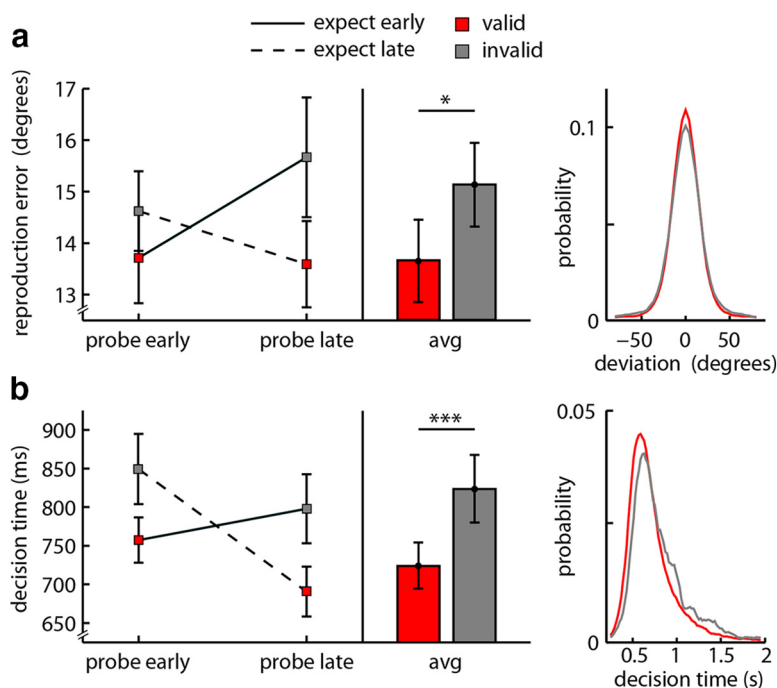 expect early
valid
expect late
invalid
a
17
16
15
14
13
reproduction error (degrees)
probe early
probe late
*
avg
0.1
0
probability
−50
0
50
deviation (degrees)
b
900
850
800
750
700
650
decision time (ms)
probe early
probe late
***
avg
0.05
0
probability
0.5
1
1.5
2
decision time (s)